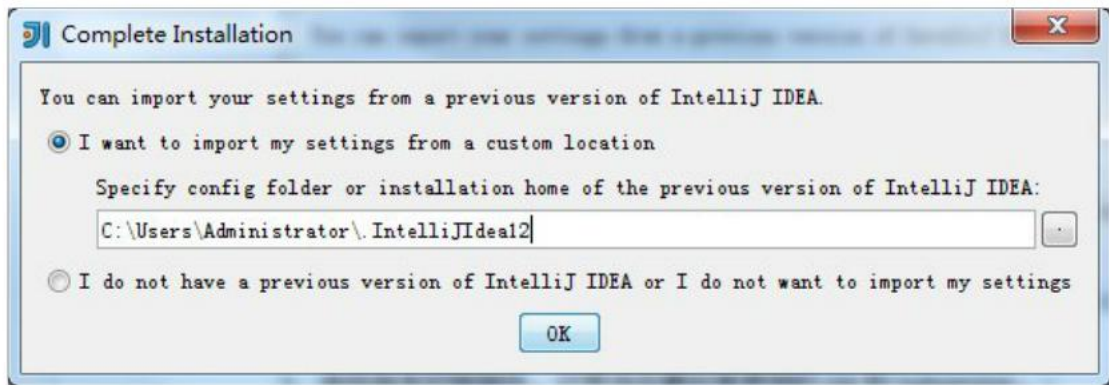 Complete Installation
You can import your settings from a previous version of IntelliJ IDEA.
I want to import my settings from a custom location
Specify config folder or installation home of the previous version of IntelliJ IDEA:
C:\Users\Administrator\.IntelliJIdea12
I do not have a previous version of IntelliJ IDEA or I do not want to import my settings
OK